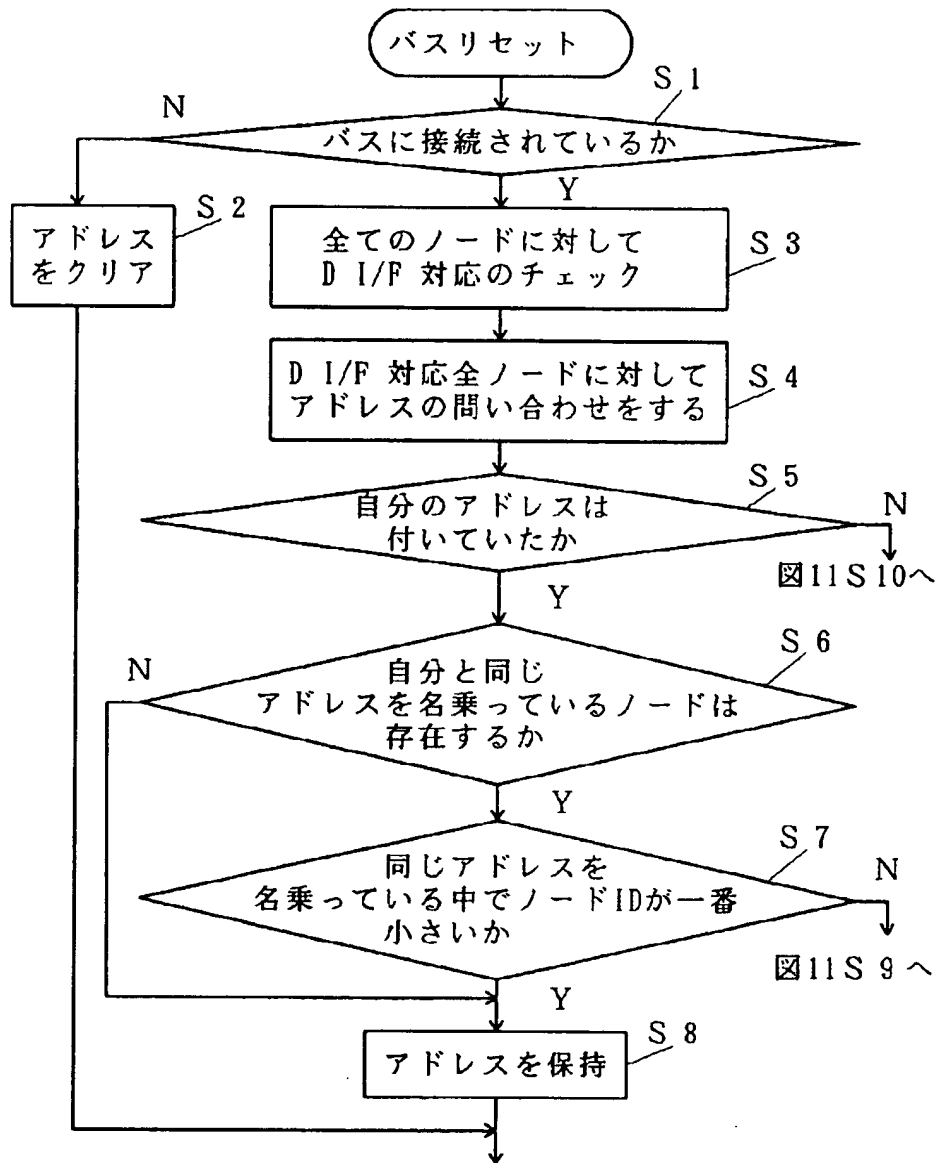 バスリセット
S 1
N
バスに接続されているか
Y
S 2
アドレス
をクリア
S 3
全てのノードに対して
D I/F 対応のチェック
S 4
D I/F 対応全ノードに対して
アドレスの問い合わせをする
S 5
自分のアドレスは
付いていたか
N
図11S10へ
Y
S 6
N
自分と同じ
アドレスを名乗っているノードは
存在するか
Y
S 7
同じアドレスを
名乗っている中でノードIDが一番
小さいか
N
図11S9へ
Y
S 8
アドレスを保持